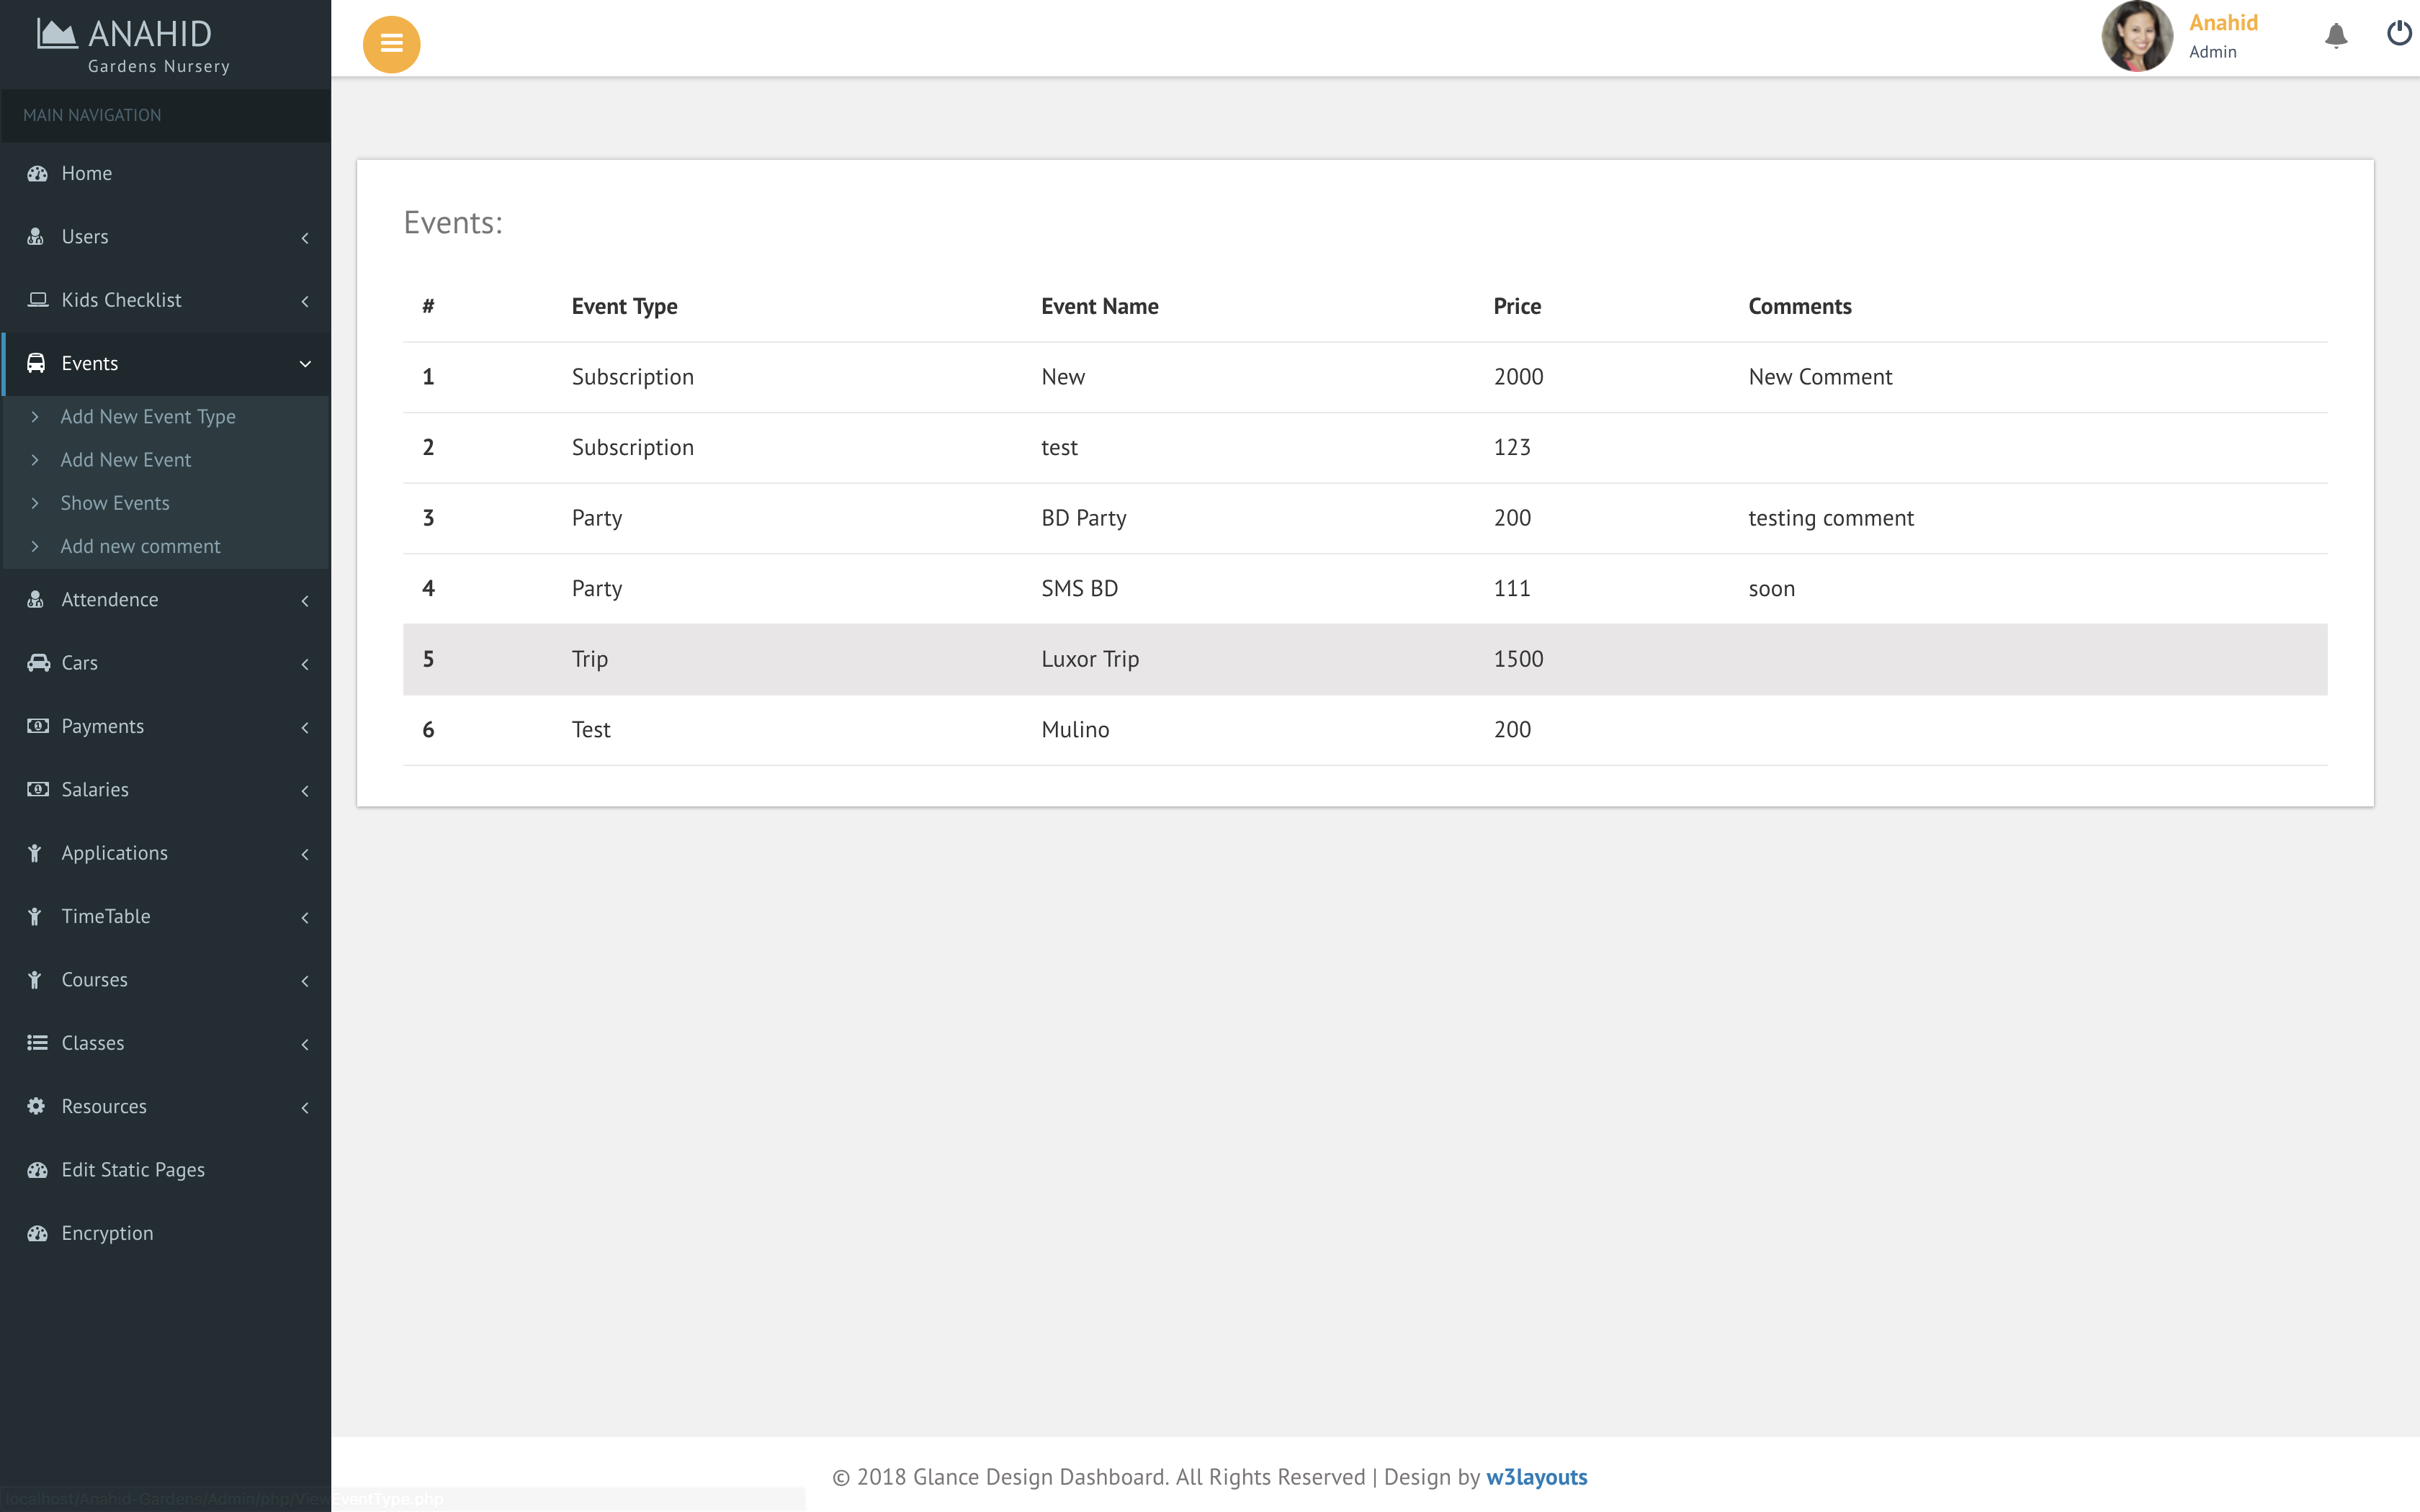 ANAHID
Gardens Nursery
MAIN NAVIGATION
Home
Users
Kids Checklist
Events
Add New Event Type
Add New Event
Show Events
Add new comment
Attendence
Cars
Payments
Salaries
Applications
TimeTable
Courses
Classes
Resources
Edit Static Pages
Encryption
Anahid
Admin
Events:
# Event Type Event Name Price Comments
1 Subscription New 2000 New Comment
2 Subscription test 123
3 Party BD Party 200 testing comment
4 Party SMS BD 111 soon
5 Trip Luxor Trip 1500
6 Test Mulino 200
© 2018 Glance Design Dashboard. All Rights Reserved | Design by w3layouts
localhost/Anahid-Gardens/Admin/php/ViewEventType.php